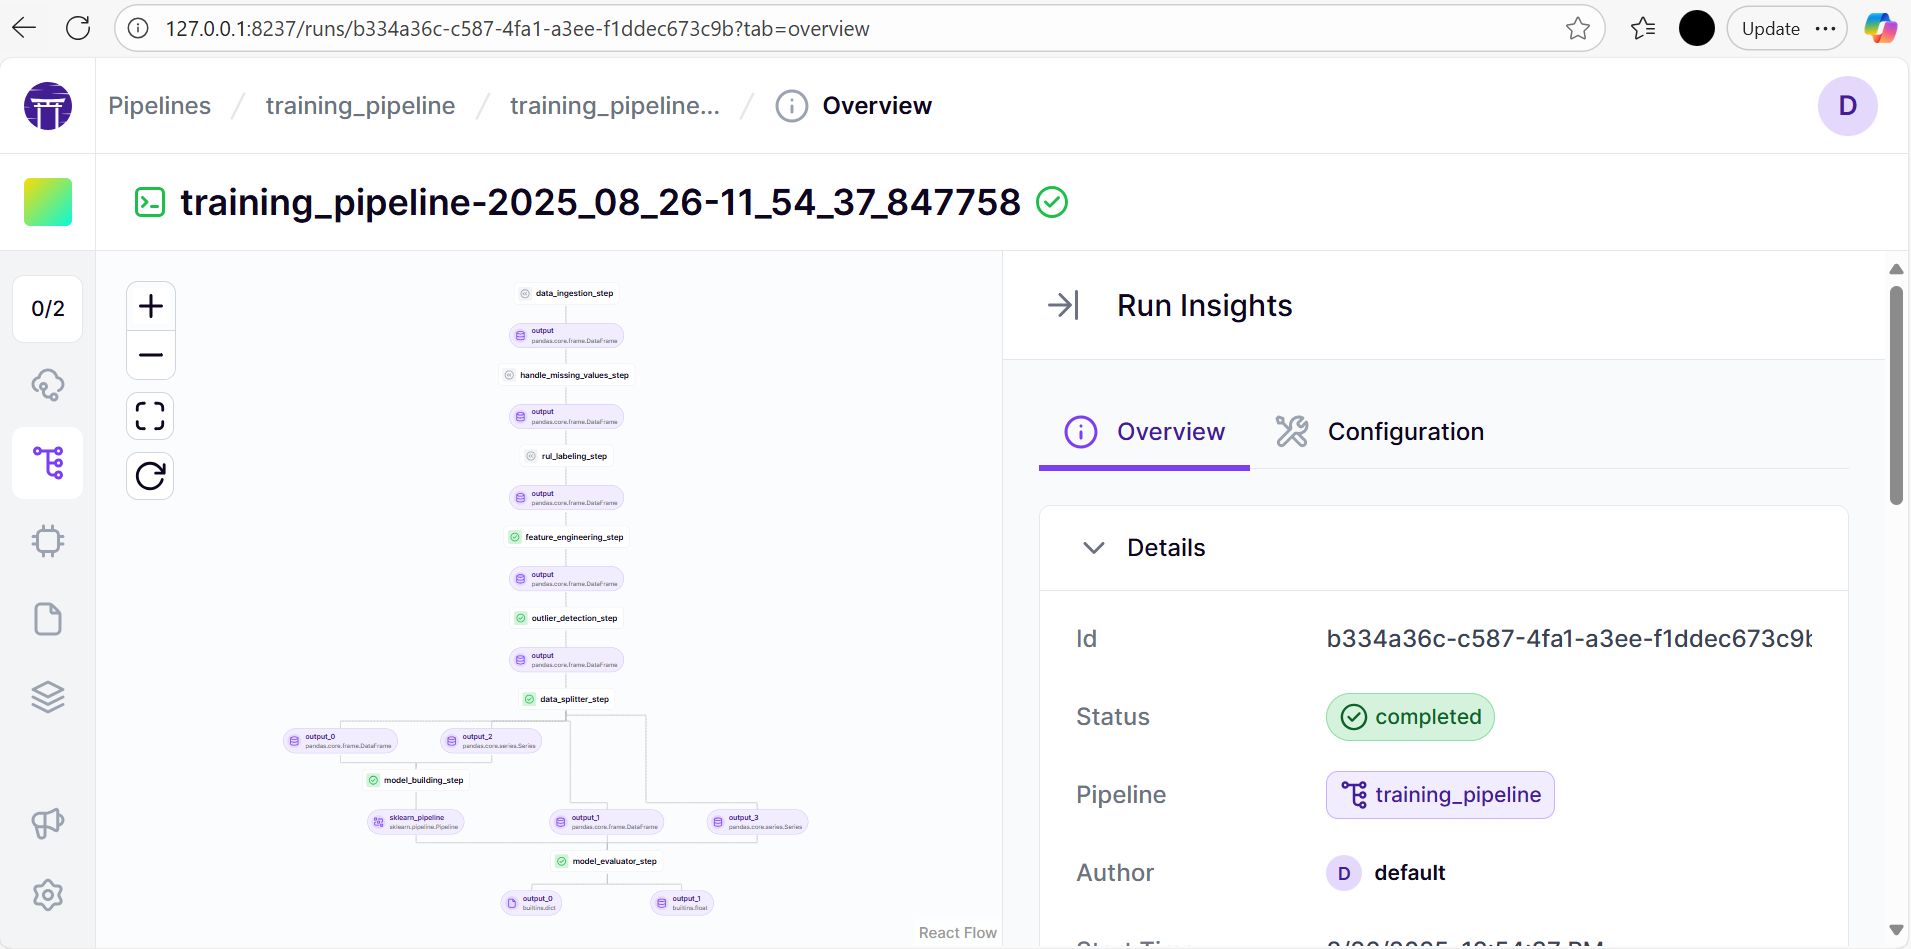 127.0.0.1:8237/runs/b334a36c-c587-4fa1-a3ee-f1ddec673c9b?tab=overview
Update
Pipelines / training_pipeline / training_pipeline... / Overview
D
training_pipeline-2025_08_26-11_54_37_847758
0/2
data_ingestion_step
output
pandas.core.frame.DataFrame
handle_missing_values_step
output
pandas.core.frame.DataFrame
rul_labeling_step
output
pandas.core.frame.DataFrame
feature_engineering_step
output
pandas.core.frame.DataFrame
outlier_detection_step
output
pandas.core.frame.DataFrame
data_splitter_step
output_0
pandas.core.frame.DataFrame
output_2
pandas.core.series.Series
model_building_step
sklearn_pipeline
sklearn.pipeline.Pipeline
output_1
pandas.core.frame.DataFrame
output_3
pandas.core.series.Series
model_evaluator_step
output_0
builtins.dict
output_1
builtins.float
React Flow
Run Insights
Overview
Configuration
Details
Id b334a36c-c587-4fa1-a3ee-f1ddec673c9b
Status completed
Pipeline training_pipeline
Author D default